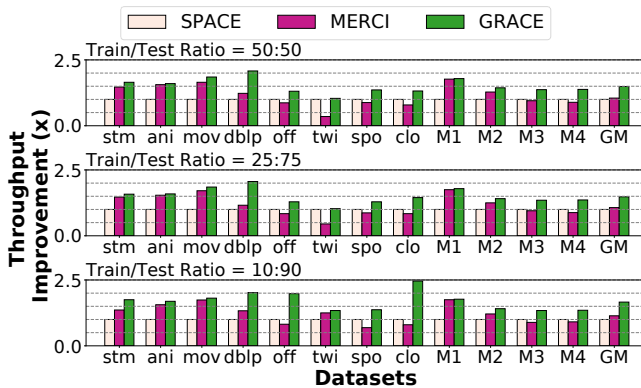 SPACE MERCI GRACE
Train/Test Ratio = 50:50
2.5
0.0
stm ani mov dblp off twi spo clo M1 M2 M3 M4 GM
Train/Test Ratio = 25:75
2.5
0.0
stm ani mov dblp off twi spo clo M1 M2 M3 M4 GM
Train/Test Ratio = 10:90
2.5
0.0
stm ani mov dblp off twi spo clo M1 M2 M3 M4 GM
Throughput
Improvement (x)
Datasets